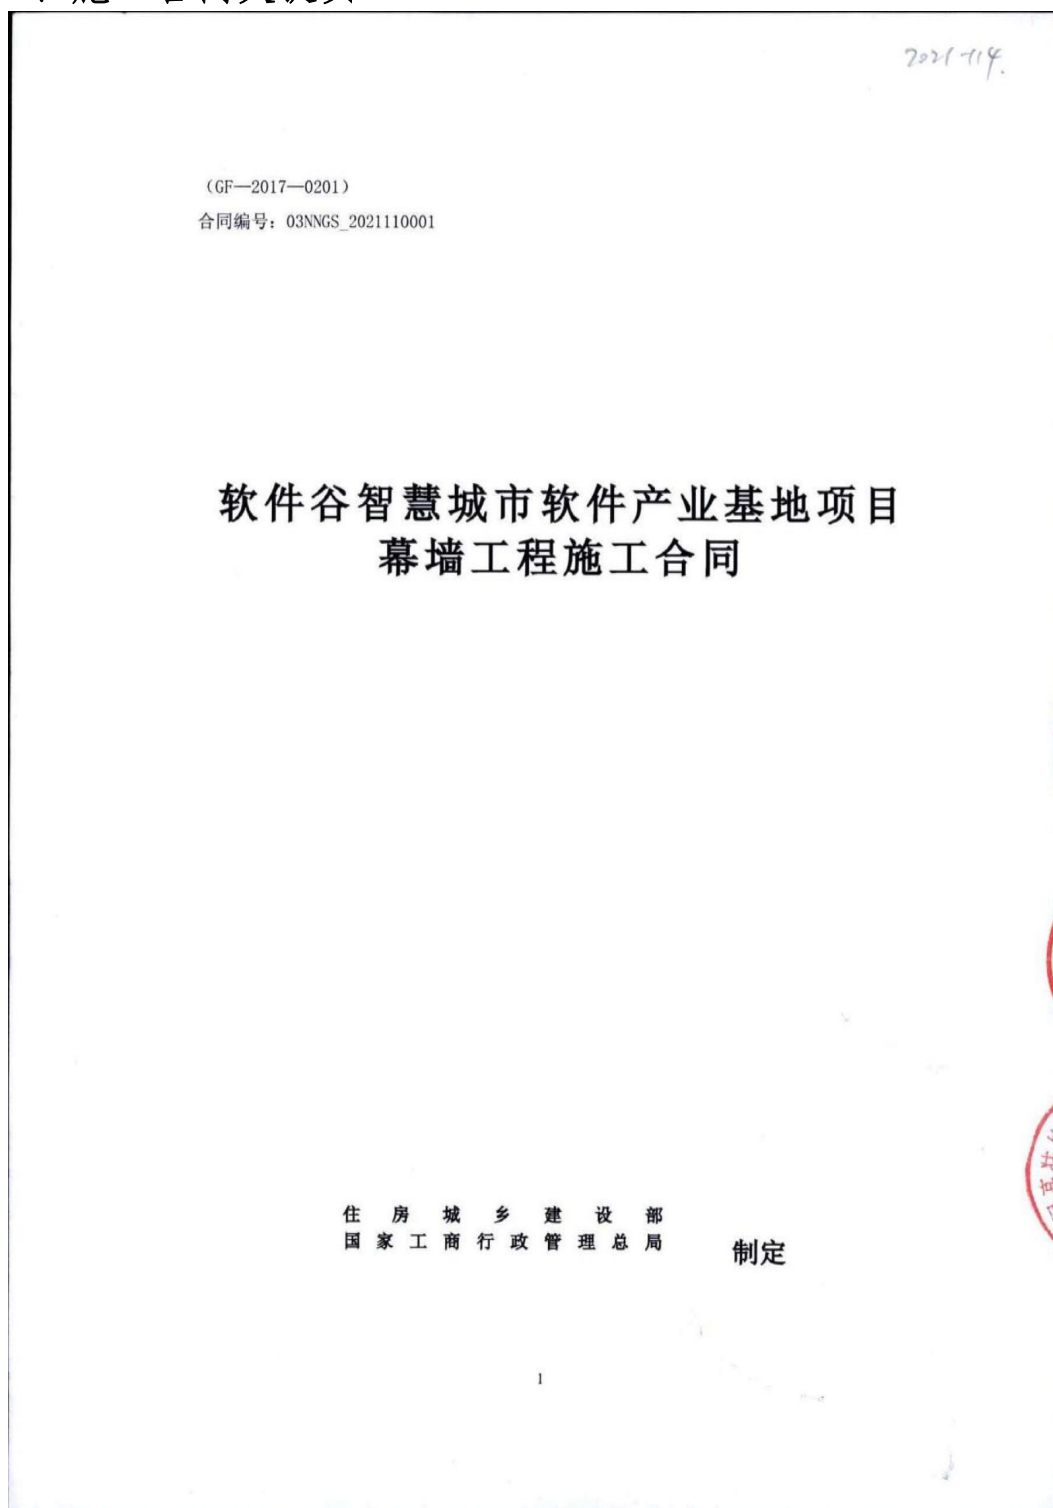 2021-114.
(GF—2017—0201)
合同编号：03NNGS_2021110001
软件谷智慧城市软件产业基地项目
幕墙工程施工合同
住房城乡建设部
国家工商行政管理总局
制定
1